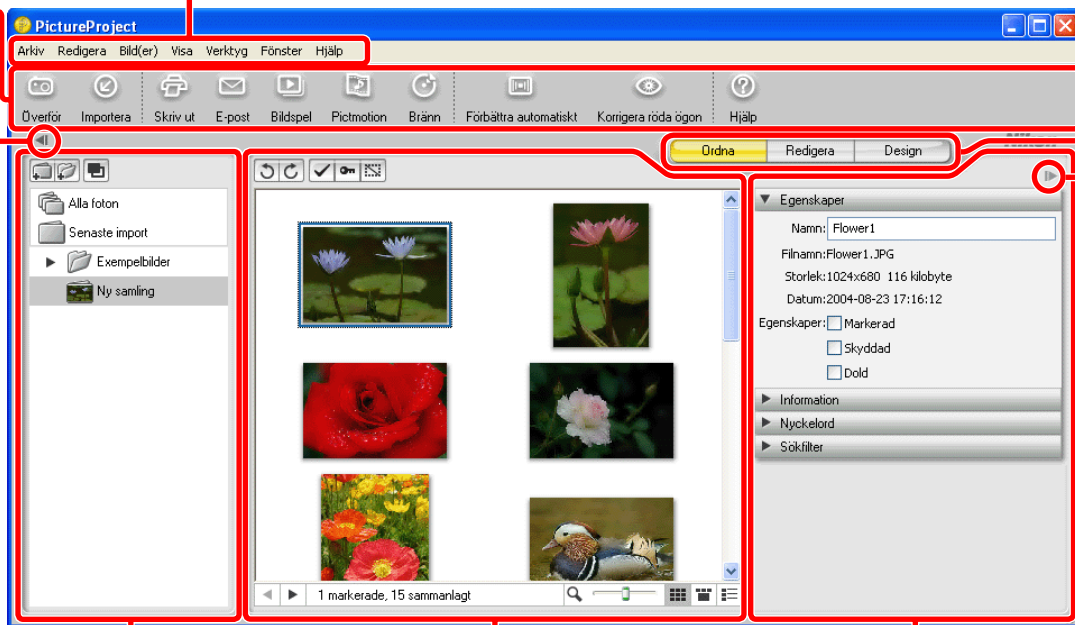 PictureProject
Arkiv Redigera Bild(er) Visa Verktyg Fönster Hjälp
Överför Importera Skriv ut E-post Bildspel Pictmotion Bränn Förbättra automatiskt Korrigera röda ögon Hjälp
Ordna Redigera Design
Alla foton
Senaste import
Exempelbilder
Ny samling
1 markerade, 15 sammanlagt
Egenskaper
Namn: Flower1
Filnamn:Flower1.JPG
Storlek:1024x680 116 kilobyte
Datum:2004-08-23 17:16:12
Egenskaper: Markerad
Skyddad
Dold
Information
Nyckelord
Sökfilter